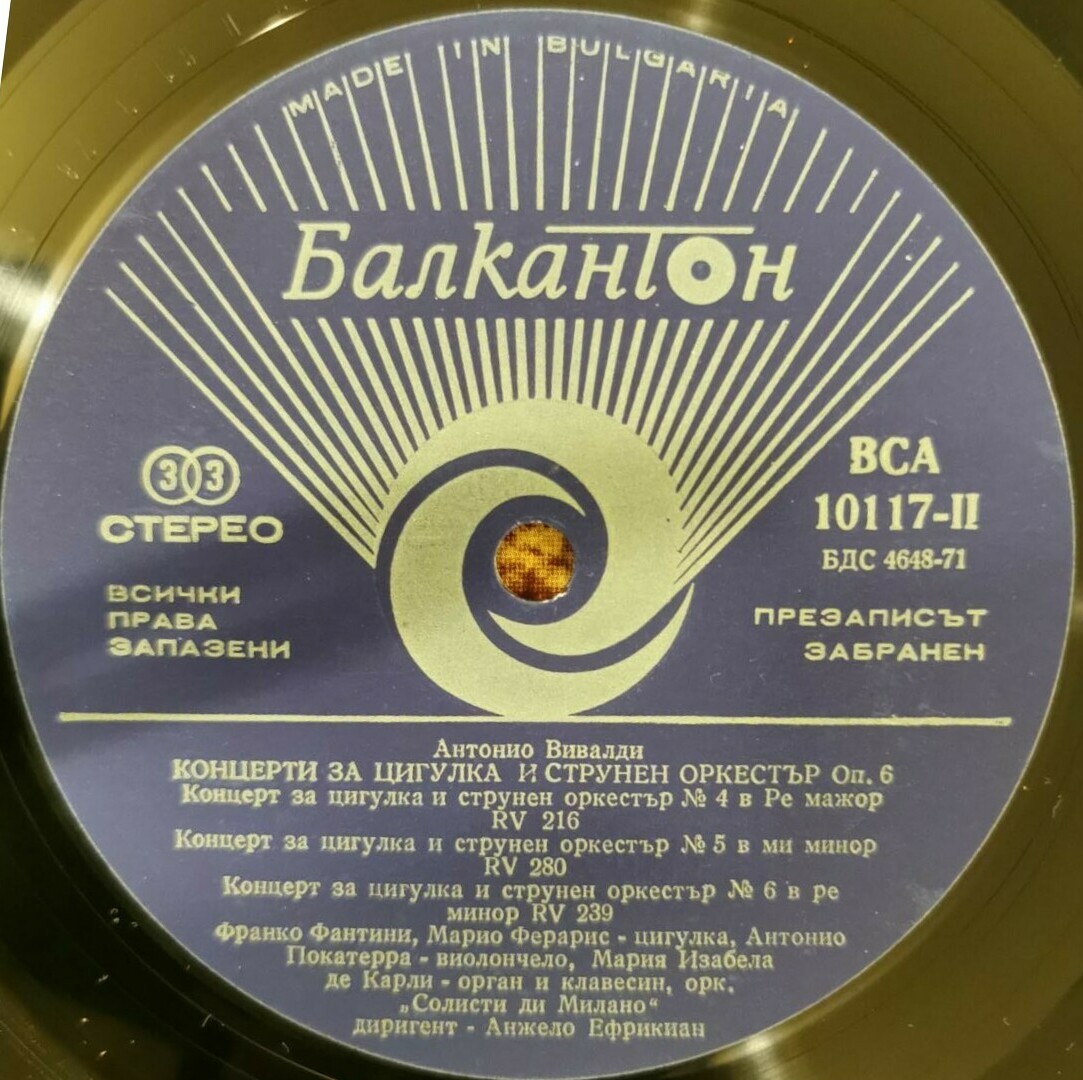 MADE IN BULGARIA
Балкантон
33
СТЕРЕО
ВСИЧКИ
ПРАВА
ЗАПАЗЕНИ
ВСА
10117-II
БДС 4648-71
ПРЕЗАПИСЪТ
ЗАБРАНЕН
Антонио Вивалди
КОНЦЕРТИ ЗА ЦИГУЛКА И СТРУНЕН ОРКЕСТЪР Оп. 6
Концерт за цигулка и струнен оркестър № 4 в Ре мажор
RV 216
Концерт за цигулка и струнен оркестър № 5 в ми минор
RV 280
Концерт за цигулка и струнен оркестър № 6 в ре
минор RV 239
Франко Фантини, Марио Ферарис - цигулка, Антонио
Покатерра - виолончело, Мария Изабела
де Карли - орган и клавесин, орк.
„Солисти ди Милано“
диригент - Анжело Ефрикиан